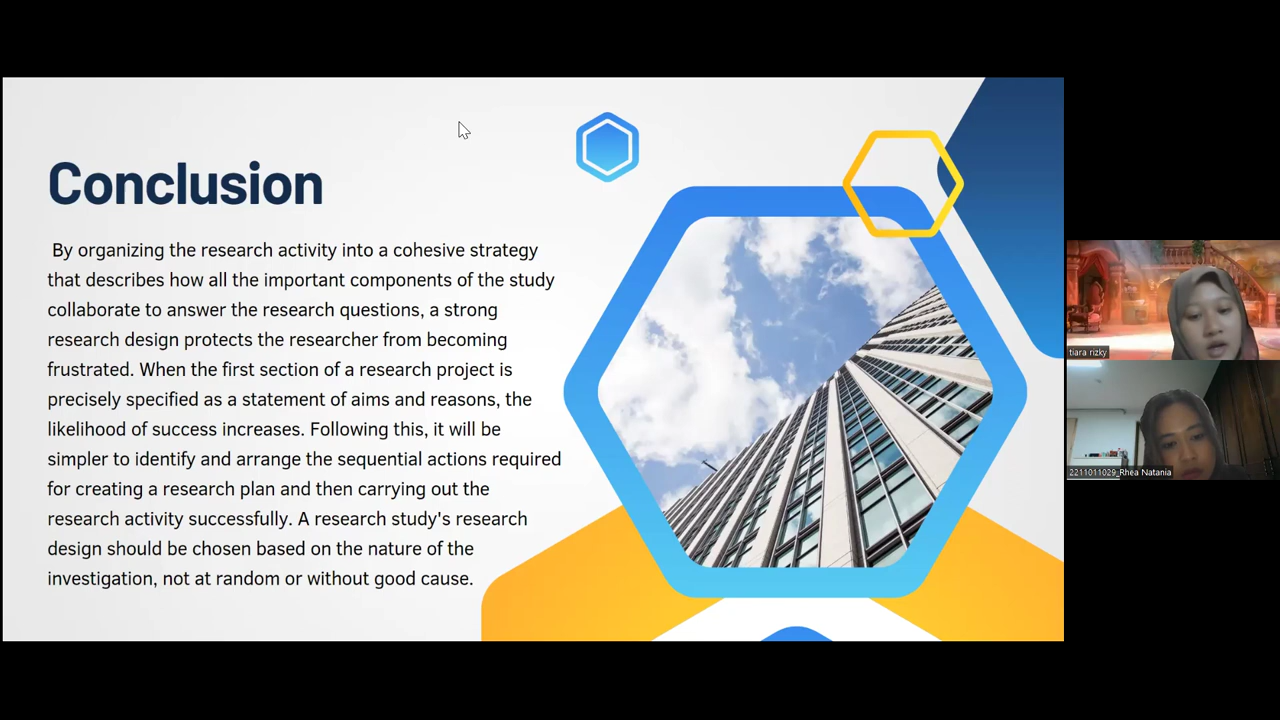 Conclusion
By organizing the research activity into a cohesive strategy
that describes how all the important components of the study
collaborate to answer the research questions, a strong
research design protects the researcher from becoming
frustrated. When the first section of a research project is
precisely specified as a statement of aims and reasons, the
likelihood of success increases. Following this, it will be
simpler to identify and arrange the sequential actions required
for creating a research plan and then carrying out the
research activity successfully. A research study's research
design should be chosen based on the nature of the
investigation, not at random or without good cause.
tiara rizky
2211011029_Rhea Natania